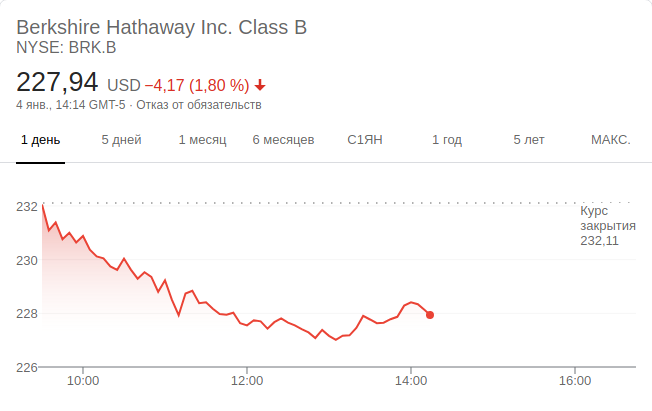 Berkshire Hathaway Inc. Class B
NYSE: BRK.B
227,94 USD −4,17 (1,80 %)
4 янв., 14:14 GMT-5 · Отказ от обязательств
1 день 5 дней 1 месяц 6 месяцев С1ЯН 1 год 5 лет МАКС.
232
Курс
закрытия
232,11
230
228
226
10:00 12:00 14:00 16:00